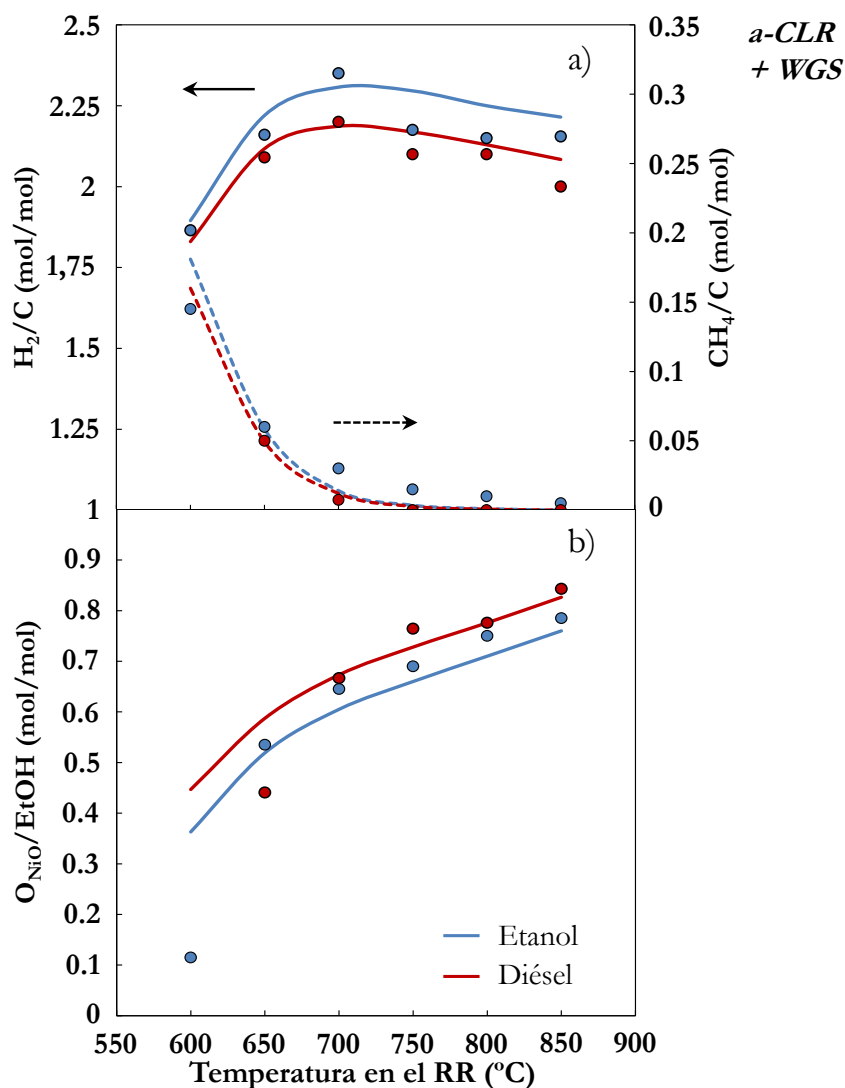 a-CLR
+ WGS
a)
H2/C (mol/mol)
2.5
2.25
2
1,75
1.5
1.25
1
CH4/C (mol/mol)
0.35
0.3
0.25
0.2
0.15
0.1
0.05
0
b)
ONiO/EtOH (mol/mol)
0.9
0.8
0.7
0.6
0.5
0.4
0.3
0.2
0.1
0
Etanol
Diésel
550 600 650 700 750 800 850 900
Temperatura en el RR (ºC)